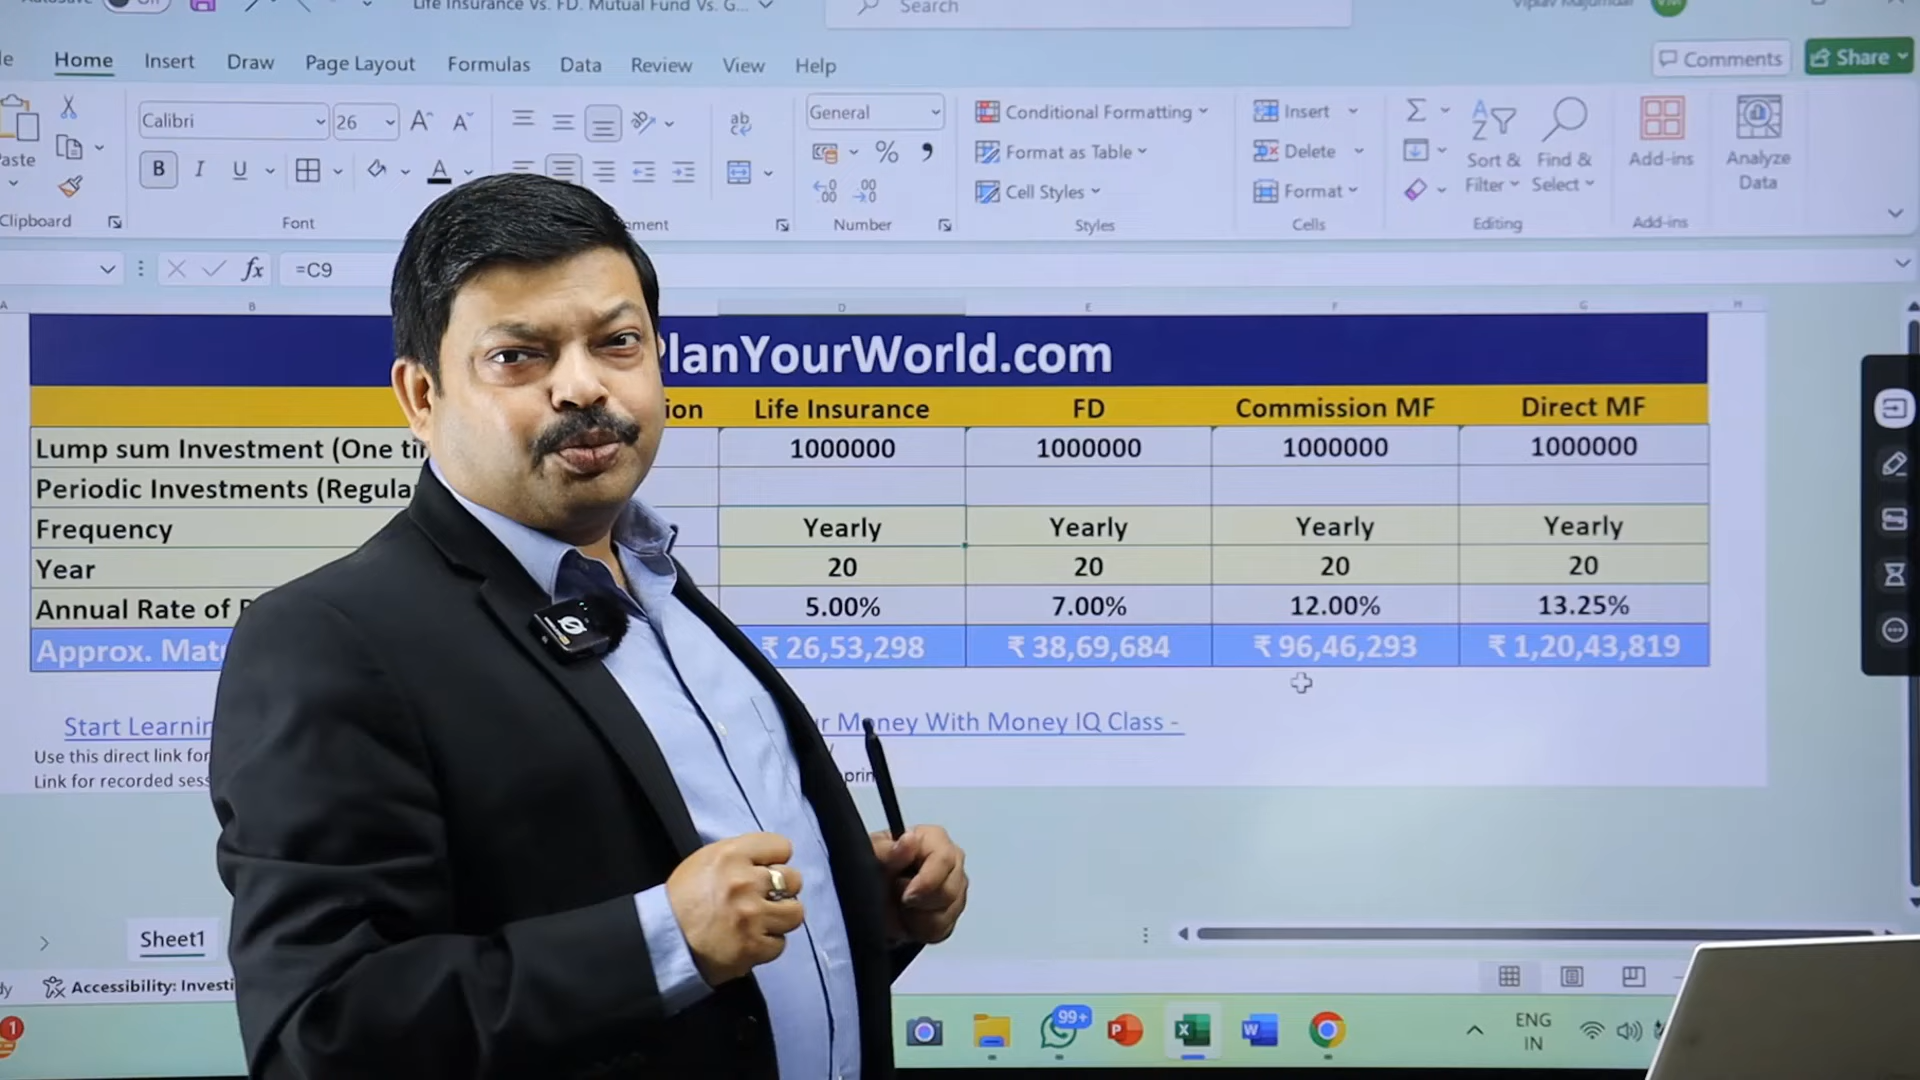 Life Insurance Vs. FD. Mutual Fund Vs. G...
Search
Home Insert Draw Page Layout Formulas Data Review View Help
Comments Share
Calibri 26
General
Conditional Formatting
Format as Table
Cell Styles
Insert
Delete
Format
Sort & Filter
Find & Select
Add-ins
Analyze Data
B I U
Clipboard Font Number Styles Cells Editing Add-ins
fx =C9
B D E F G H
lanYourWorld.com
ion Life Insurance FD Commission MF Direct MF
Lump sum Investment (One ti 1000000 1000000 1000000 1000000
Periodic Investments (Regula
Frequency Yearly Yearly Yearly Yearly
Year 20 20 20 20
Annual Rate of 5.00% 7.00% 12.00% 13.25%
Approx. Mat ₹ 26,53,298 ₹ 38,69,684 ₹ 96,46,293 ₹ 1,20,43,819
Start Learnin r Money With Money IQ Class -
Use this direct link for
Link for recorded ses prin
Sheet1
Accessibility: Investi
1
99+
ENG
IN